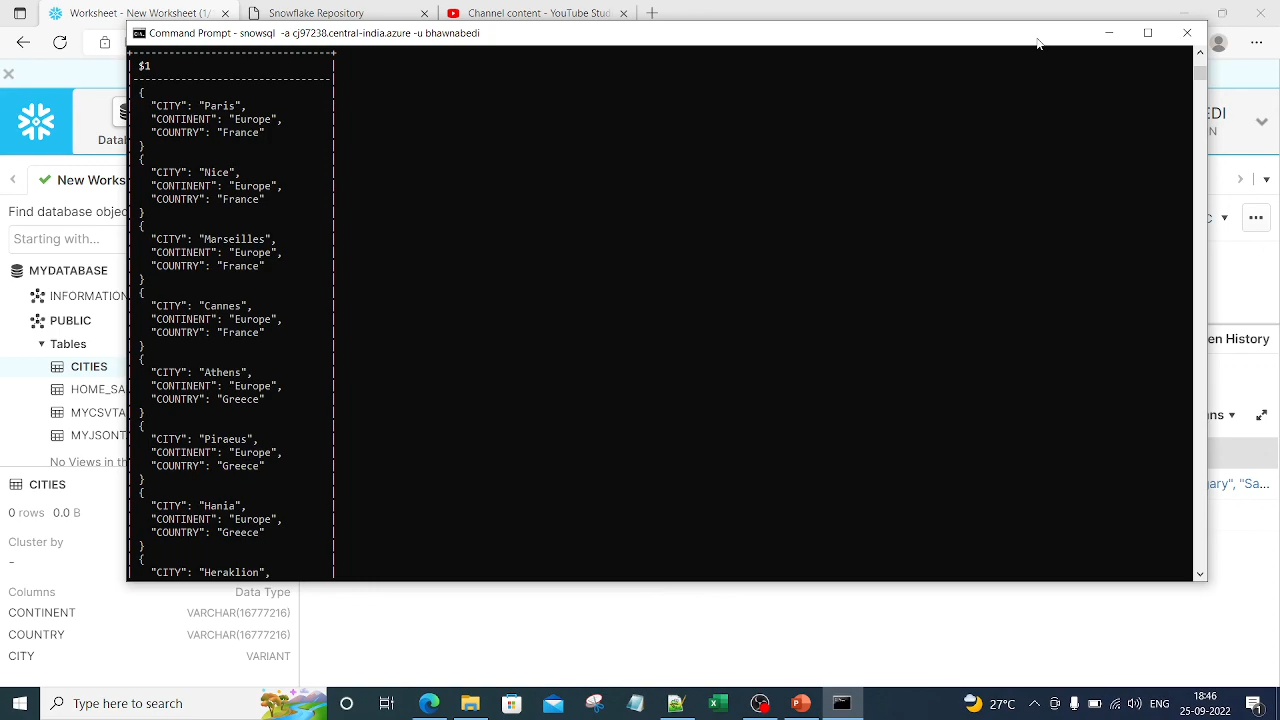 Worksheet - New Worksheet (1/
Snowflake Repository
Channel content - YouTube Stud
Command Prompt - snowsql -a cj97238.central-india.azure -u bhawnabedi
$1
{
"CITY": "Paris",
"CONTINENT": "Europe",
"COUNTRY": "France"
}
{
"CITY": "Nice",
"CONTINENT": "Europe",
"COUNTRY": "France"
}
{
"CITY": "Marseilles",
"CONTINENT": "Europe",
"COUNTRY": "France"
}
{
"CITY": "Cannes",
"CONTINENT": "Europe",
"COUNTRY": "France"
}
{
"CITY": "Athens",
"CONTINENT": "Europe",
"COUNTRY": "Greece"
}
{
"CITY": "Piraeus",
"CONTINENT": "Europe",
"COUNTRY": "Greece"
}
{
"CITY": "Hania",
"CONTINENT": "Europe",
"COUNTRY": "Greece"
}
{
"CITY": "Heraklion",
Datal
New Works
Find database objec
Starting with...
MYDATABASE
INFORMATION
PUBLIC
Tables
CITIES
HOME_SA
MYCSVTA
MYJSONT
No Views in th
CITIES
0 rows 0.0 B
Cluster by
-
Columns Data Type
CONTINENT VARCHAR(16777216)
COUNTRY VARCHAR(16777216)
CITY VARIANT
EDI
N
c
en History
ns
gary", "Sa...
Type here to search
27°C
ENG
18:46
25-09-2022